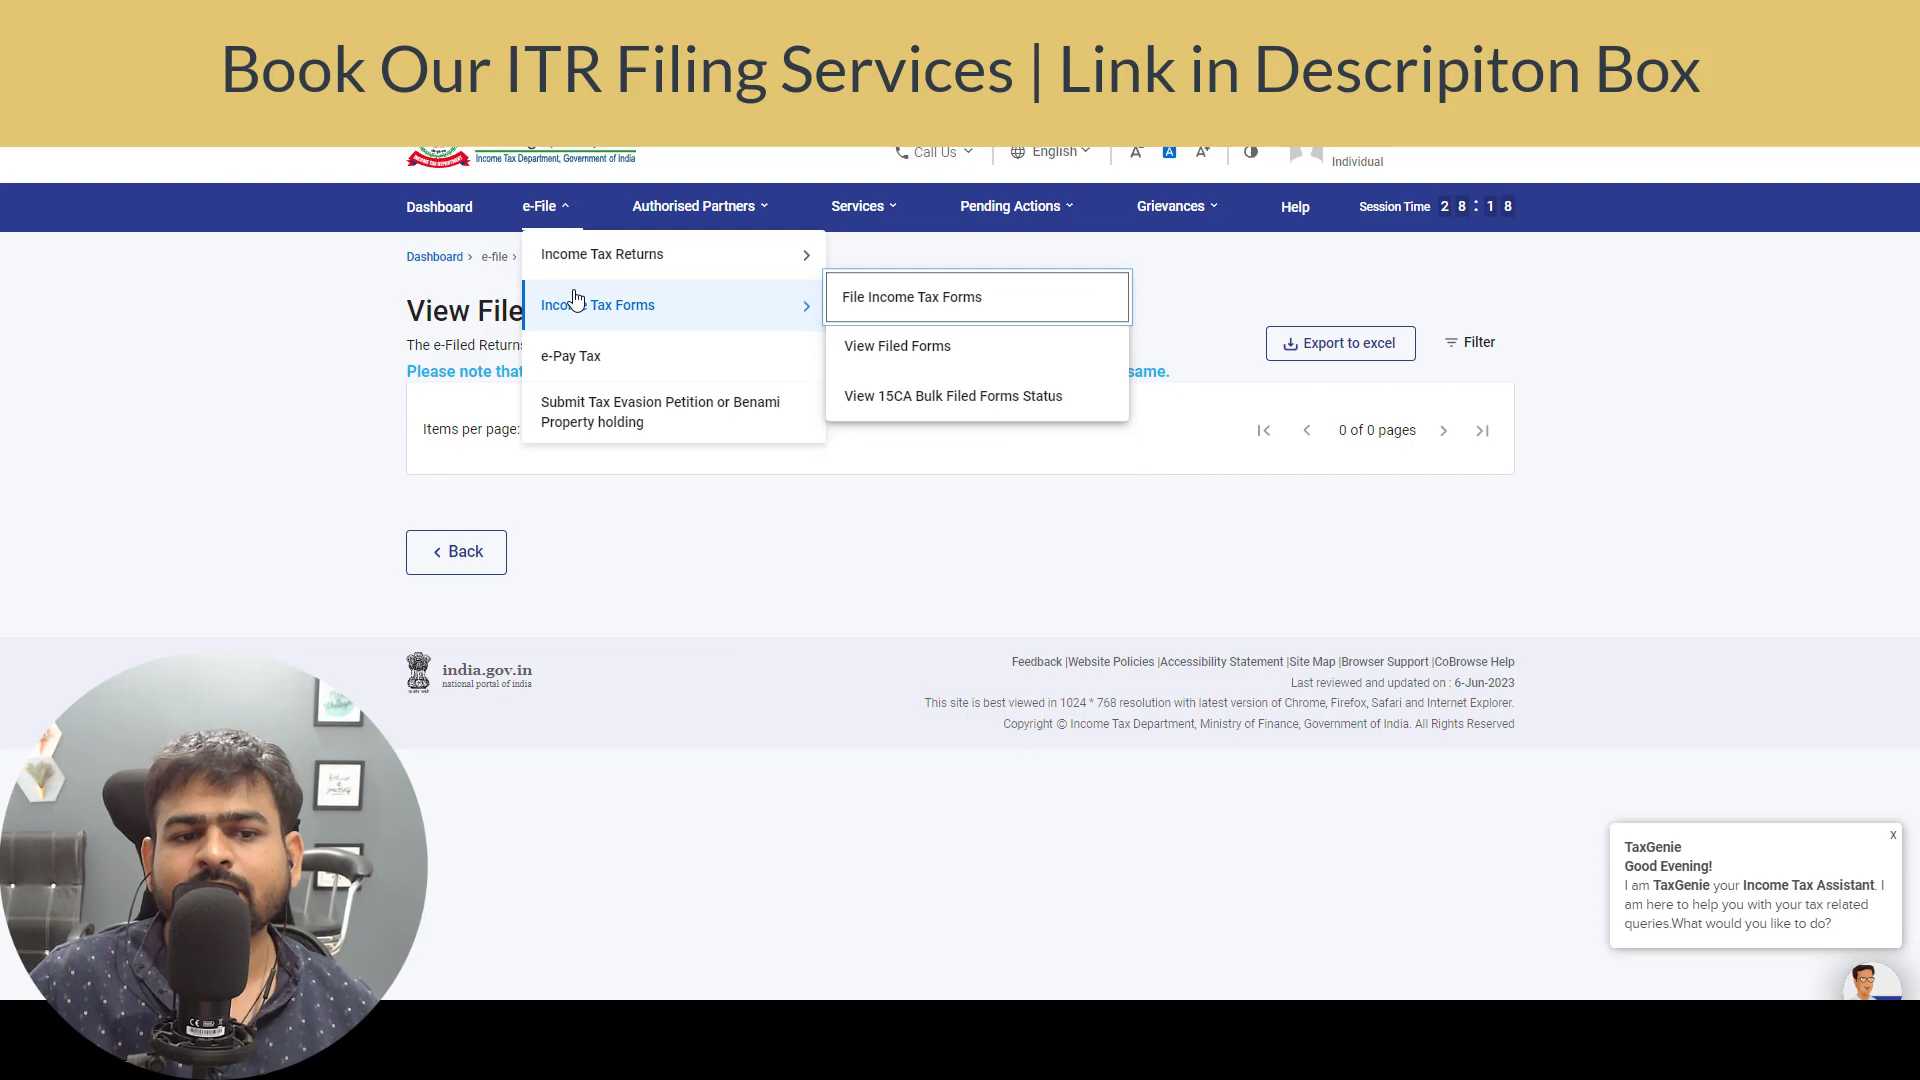 Book Our ITR Filing Services | Link in Descripiton Box
Income Tax Department, Government of India
Call Us
English
A
A
A+
Individual
Dashboard
e-File
Authorised Partners
Services
Pending Actions
Grievances
Help
Session Time 2 8 : 1 8
Dashboard > e-file >
Income Tax Returns
Income Tax Forms
e-Pay Tax
Submit Tax Evasion Petition or Benami
Property holding
File Income Tax Forms
View Filed Forms
View 15CA Bulk Filed Forms Status
View File
The e-Filed Returns
Please note that
same.
Export to excel
Filter
Items per page:
0 of 0 pages
Back
india.gov.in
national portal of india
Feedback |Website Policies |Accessibility Statement |Site Map |Browser Support |CoBrowse Help
Last reviewed and updated on : 6-Jun-2023
This site is best viewed in 1024 * 768 resolution with latest version of Chrome, Firefox, Safari and Internet Explorer.
Copyright © Income Tax Department, Ministry of Finance, Government of India. All Rights Reserved
x
TaxGenie
Good Evening!
I am TaxGenie your Income Tax Assistant. I
am here to help you with your tax related
queries.What would you like to do?